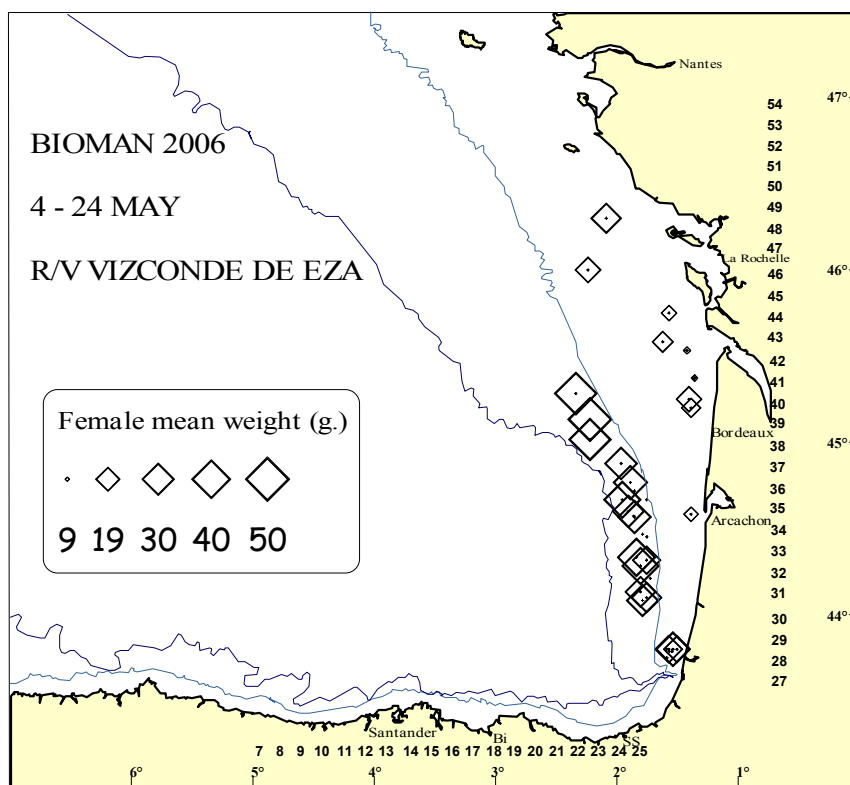 Nantes
47°
54
53
BIOMAN 2006
52
51
50
4 - 24 MAY
49
48
47
La Rochelle
R/V VIZCONDE DE EZA
46
46°
45
44
43
42
41
40
39
Female mean weight (g.)
Bordeaux
38
45°
37
36
35
Arcachon
34
9 19 30 40 50
33
32
31
30
44°
29
28
27
Santander
Bi
SS
7 8 9 10 11 12 13 14 15 16 17 18 19 20 21 22 23 24 25
6° 5° 4° 3° 2° 1°